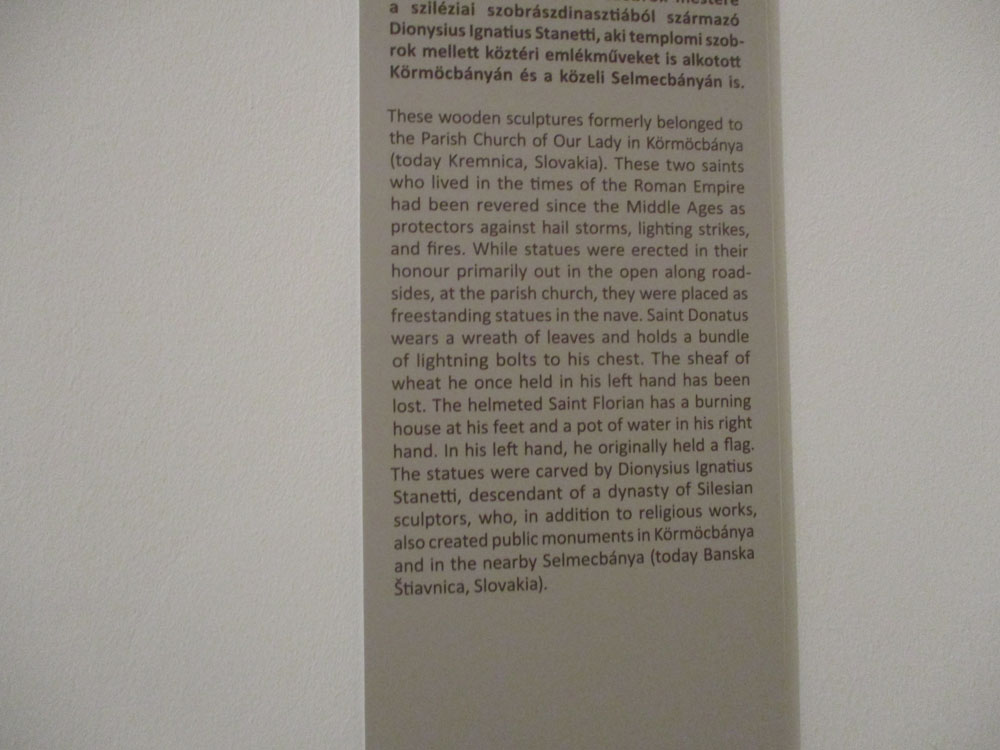 a sziléziai szobrászdinasztiából származó
Dionysius Ignatius Stanetti, aki templomi szob-
rok mellett köztéri emlékműveket is alkotott
Körmöcbányán és a közeli Selmecbányán is.
These wooden sculptures formerly belonged to
the Parish Church of Our Lady in Körmöcbánya
(today Kremnica, Slovakia). These two saints
who lived in the times of the Roman Empire
had been revered since the Middle Ages as
protectors against hail storms, lighting strikes,
and fires. While statues were erected in their
honour primarily out in the open along road-
sides, at the parish church, they were placed as
freestanding statues in the nave. Saint Donatus
wears a wreath of leaves and holds a bundle
of lightning bolts to his chest. The sheaf of
wheat he once held in his left hand has been
lost. The helmeted Saint Florian has a burning
house at his feet and a pot of water in his right
hand. In his left hand, he originally held a flag.
The statues were carved by Dionysius Ignatius
Stanetti, descendant of a dynasty of Silesian
sculptors, who, in addition to religious works,
also created public monuments in Körmöcbánya
and in the nearby Selmecbánya (today Banska
Štiavnica, Slovakia).